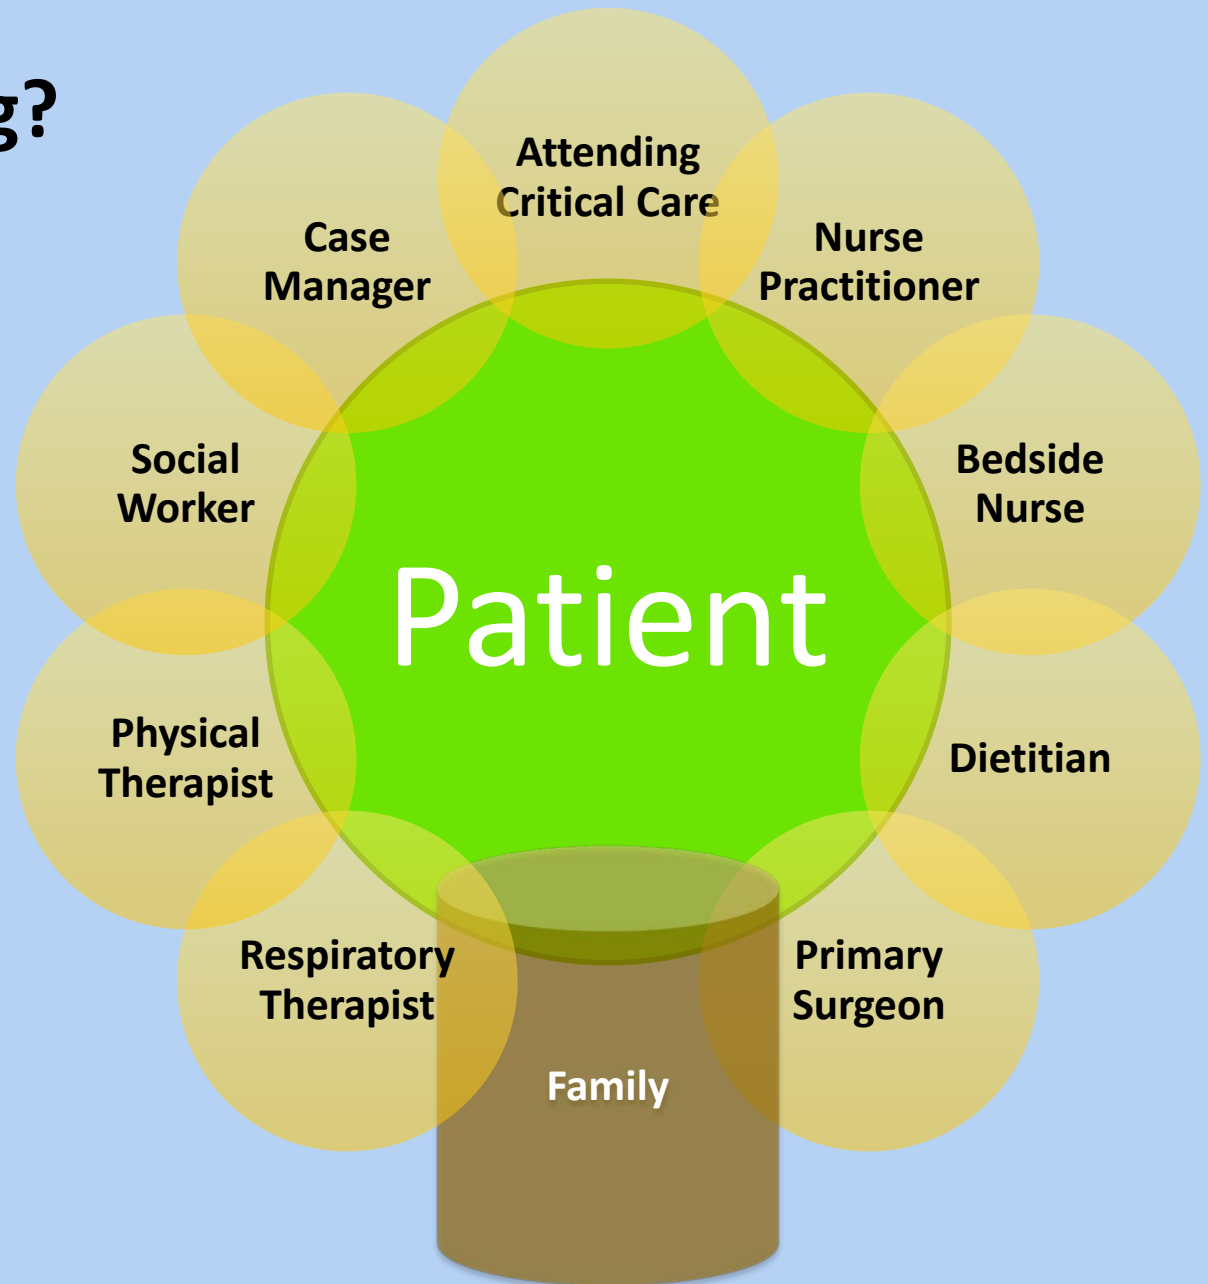 g?
Attending
Critical Care
Case
Manager
Nurse
Practitioner
Social
Worker
Bedside
Nurse
Patient
Physical
Therapist
Dietitian
Respiratory
Therapist
Primary
Surgeon
Family